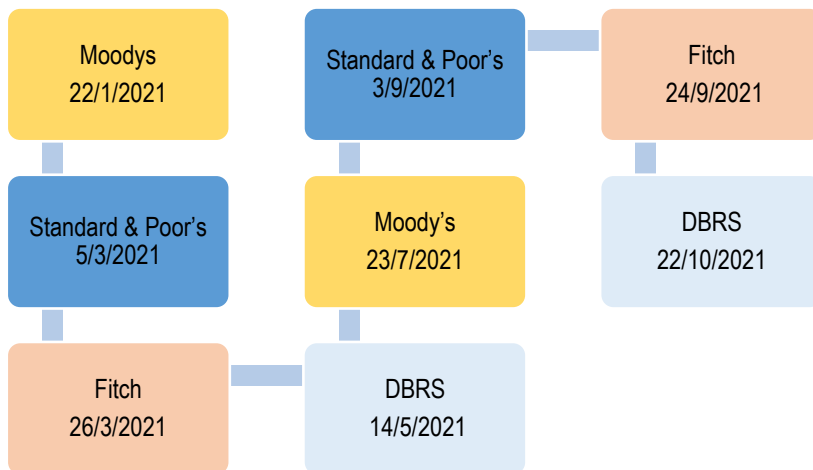 Moodys
22/1/2021
Standard & Poor's
5/3/2021
Fitch
26/3/2021
DBRS
14/5/2021
Moody's
23/7/2021
Standard & Poor's
3/9/2021
Fitch
24/9/2021
DBRS
22/10/2021